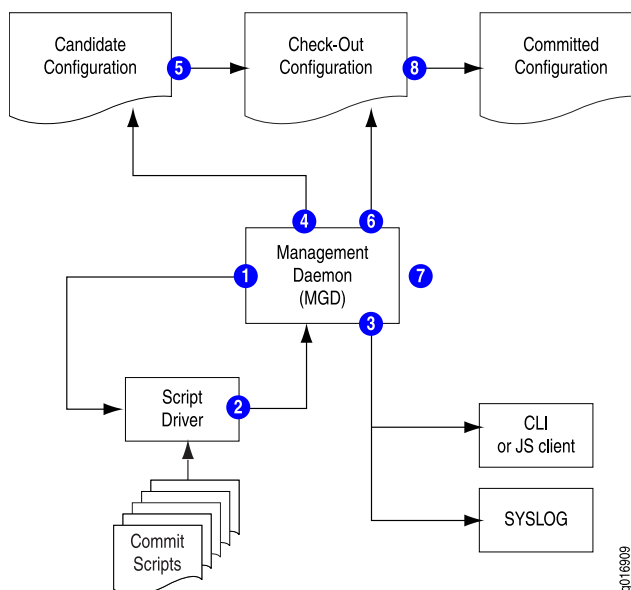 Candidate
Configuration
5
Check-Out
Configuration
8
Committed
Configuration
4
6
1
Management
Daemon
(MGD)
7
3
Script
Driver
2
CLI
or JS client
SYSLOG
Commit
Scripts
g016909